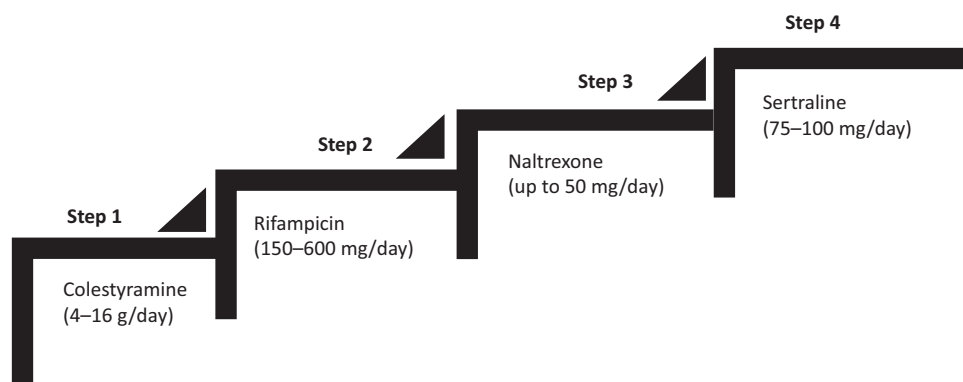 Step 1
Colestyramine
(4–16 g/day)
Step 2
Rifampicin
(150–600 mg/day)
Step 3
Naltrexone
(up to 50 mg/day)
Step 4
Sertraline
(75–100 mg/day)